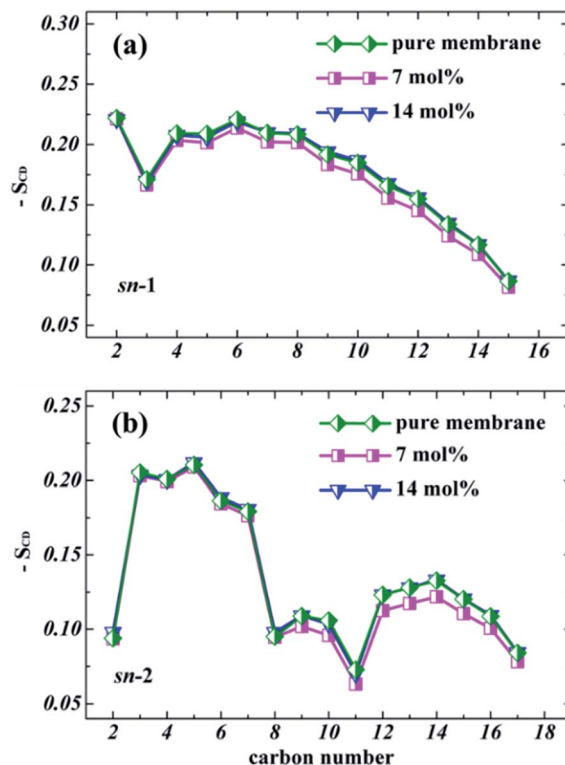 (a)
pure membrane
7 mol%
14 mol%
0.30
0.25
0.20
0.15
0.10
0.05
- SCD
sn-1
2 4 6 8 10 12 14 16
(b)
pure membrane
7 mol%
14 mol%
0.25
0.20
0.15
0.10
0.05
- SCD
sn-2
2 4 6 8 10 12 14 16 18
carbon number